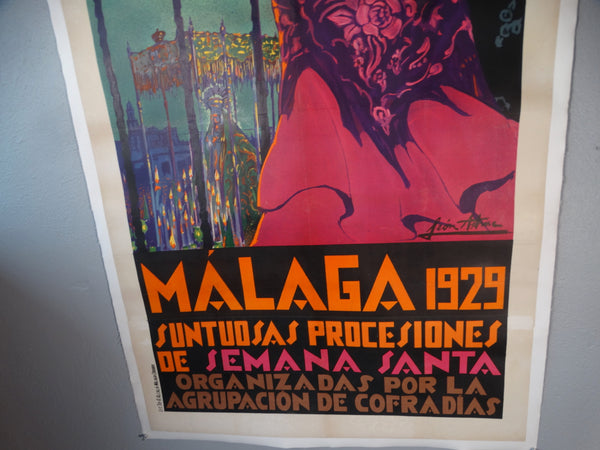 MÁLAGA 1929
SUNTUOSAS PROCESIONES
DE SEMANA SANTA
ORGANIZADAS POR LA
AGRUPACIÓN DE COFRADÍAS